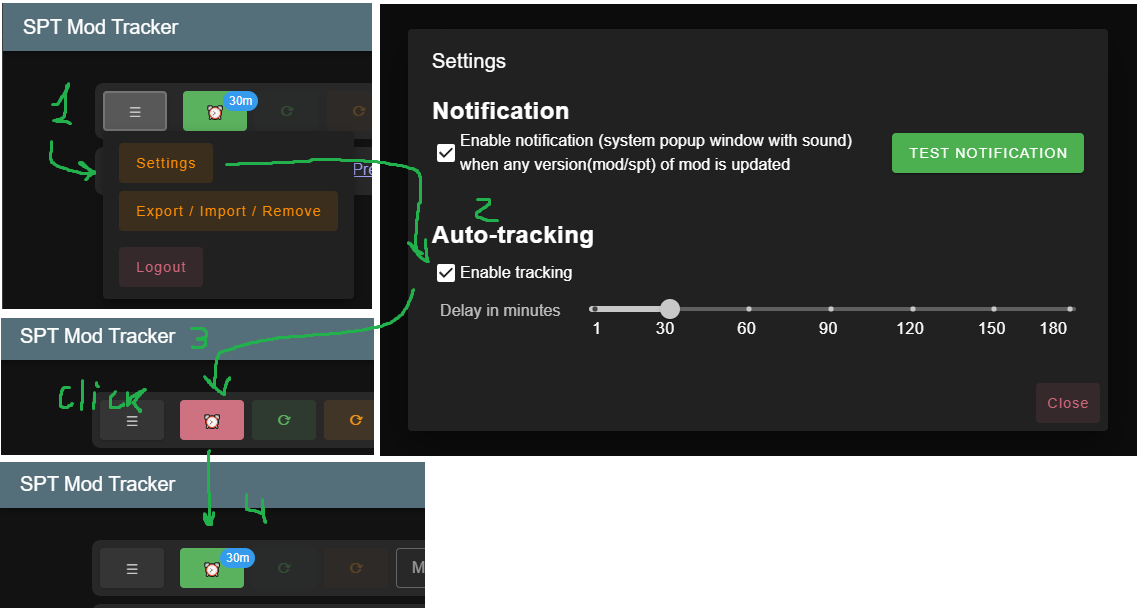 SPT Mod Tracker
1
☰
⏰ 30m
⟳
⟳
Settings
Pre
Export / Import / Remove
Logout
Settings
Notification
Enable notification (system popup window with sound)
when any version(mod/spt) of mod is updated
TEST NOTIFICATION
2
Auto-tracking
Enable tracking
Delay in minutes
1 30 60 90 120 150 180
Close
SPT Mod Tracker
3
Click
☰
⏰
⟳
⟳
SPT Mod Tracker
4
☰
⏰ 30m
⟳
⟳
M